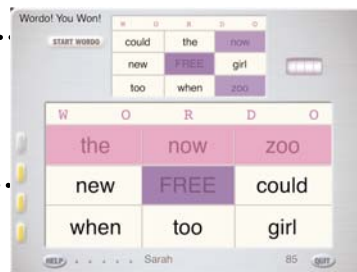 Wordo! You Won!
W O R D O
START WORDO
could the now
new FREE girl
too when zoo
W O R D O
the now zoo
new FREE could
when too girl
HELP Sarah 85 QUIT